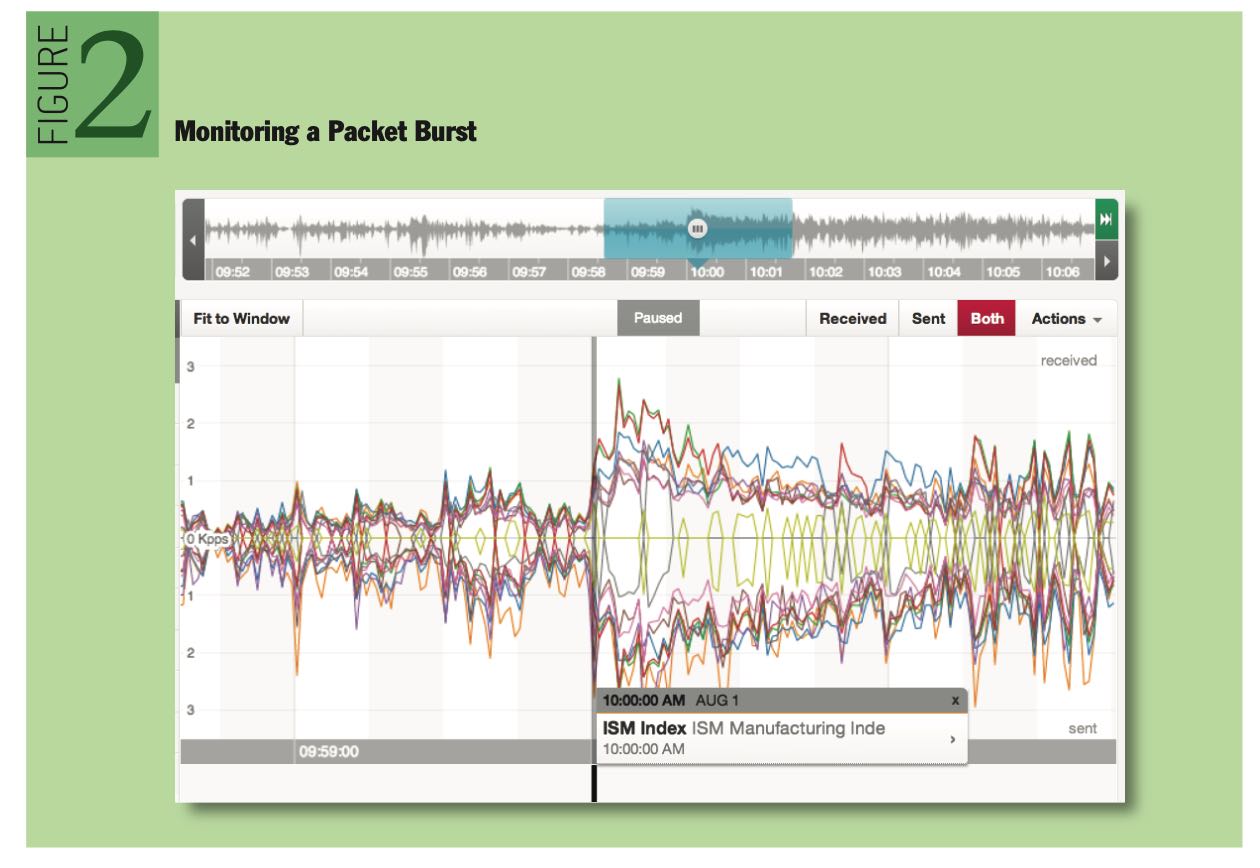 FIGURE 2
Monitoring a Packet Burst
09:52 09:53 09:54 09:55 09:56 09:57 09:58 09:59 10:00 10:01 10:02 10:03 10:04 10:05 10:06
Fit to Window Paused Received Sent Both Actions
received
3
2
1
0 Kpps
1
2
3
10:00:00 AM AUG 1 x
ISM Index ISM Manufacturing Inde
10:00:00 AM
sent
09:59:00